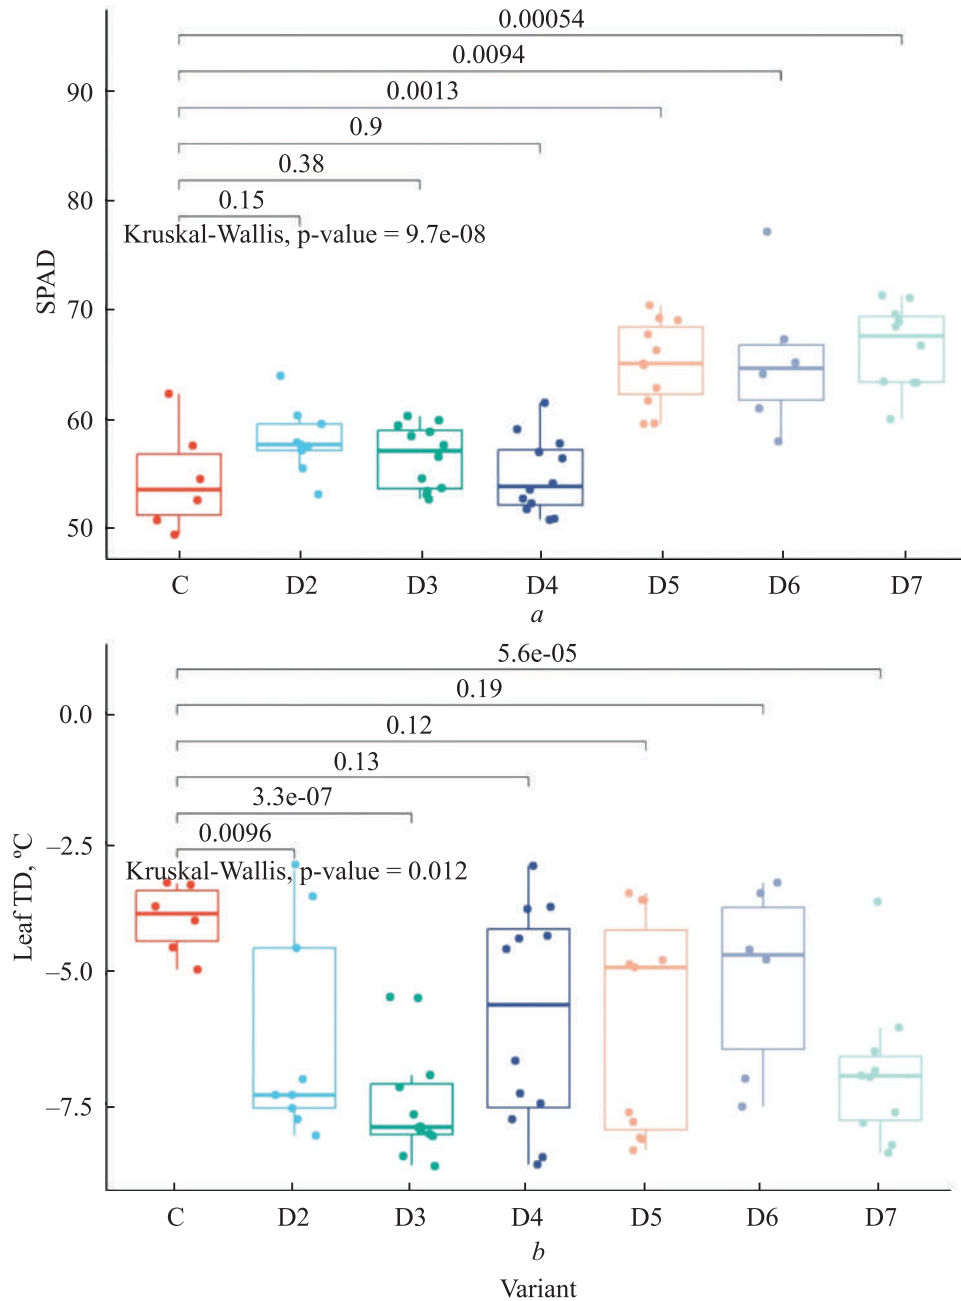 0.00054
0.0094
90
0.0013
0.9
0.38
80
0.15
Kruskal-Wallis, p-value = 9.7e-08
SPAD
70
60
50
C D2 D3 D4 D5 D6 D7
a
5.6e-05
0.19
0.0
0.12
0.13
3.3e-07
0.0096
–2.5
Kruskal-Wallis, p-value = 0.012
Leaf TD, ºC
–5.0
–7.5
C D2 D3 D4 D5 D6 D7
b
Variant